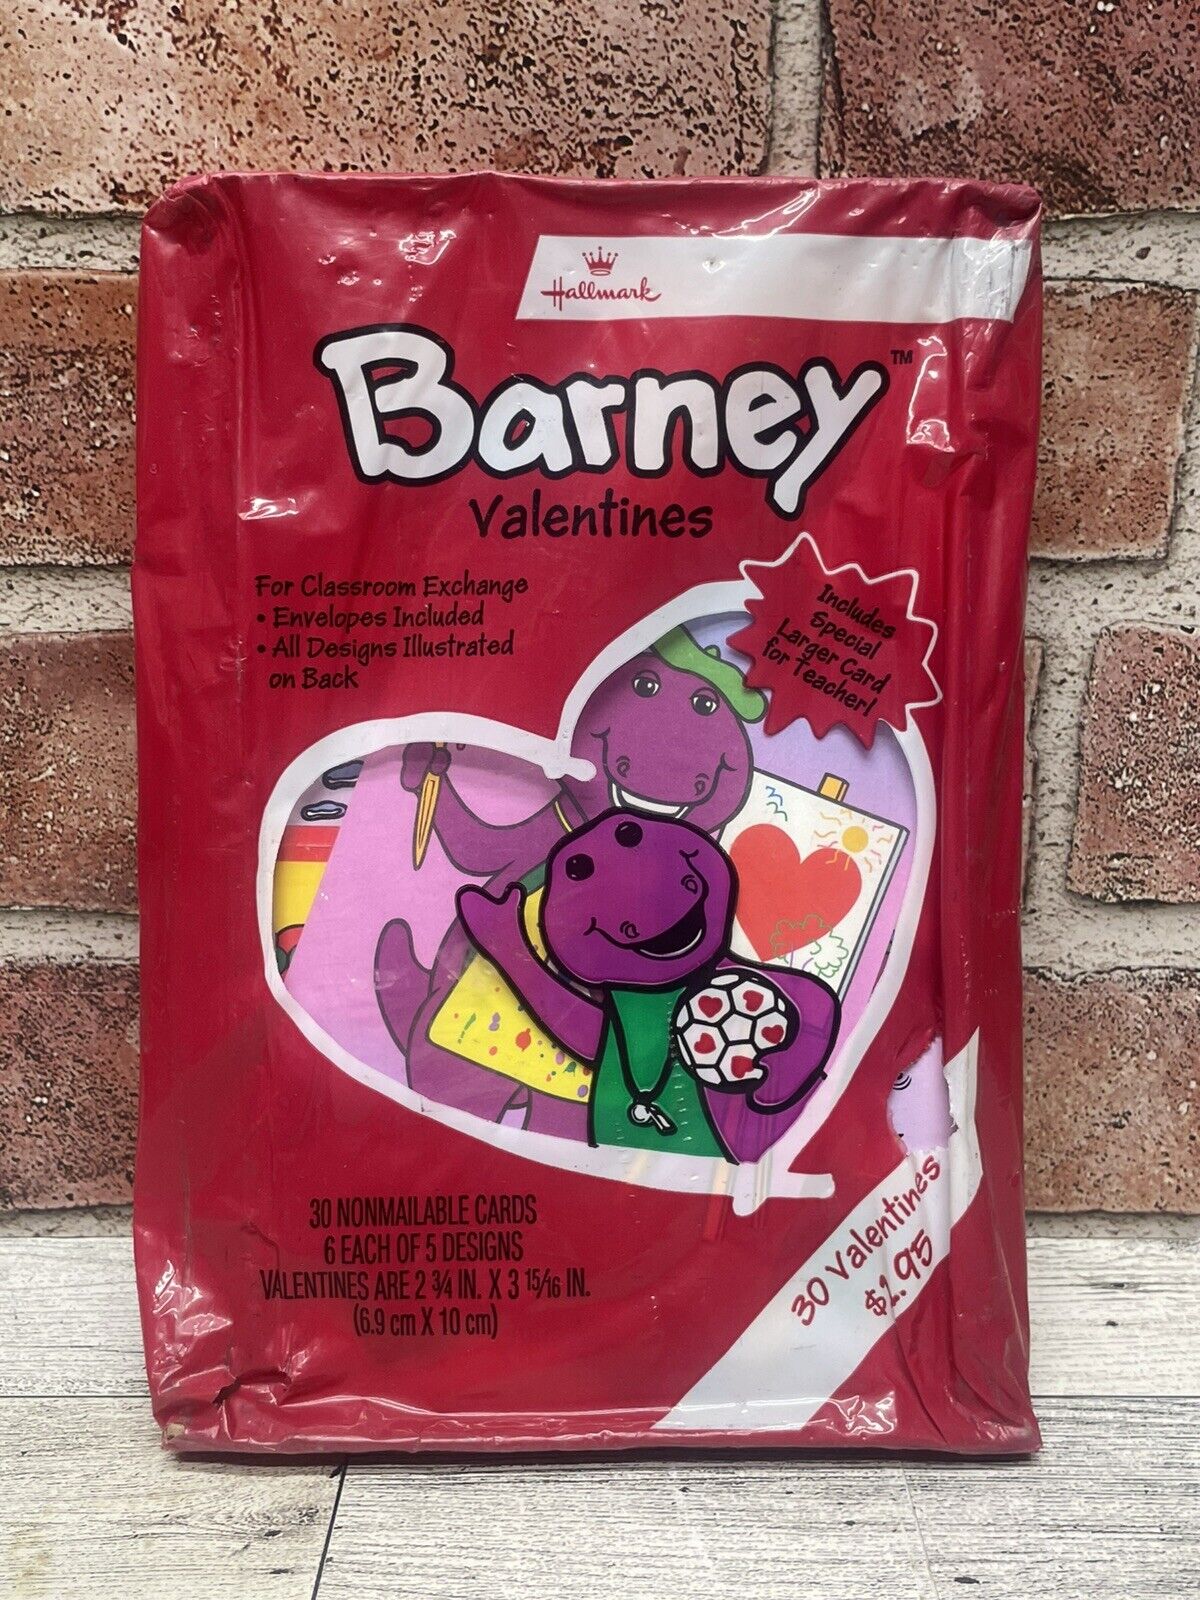 Hallmark
Barney™
Valentines
For Classroom Exchange
• Envelopes Included
• All Designs Illustrated
on Back
Includes
Special
Larger Card
for Teacher!
30 NONMAILABLE CARDS
6 EACH OF 5 DESIGNS
VALENTINES ARE 2 3/4 IN. X 3 15/16 IN.
(6.9 cm X 10 cm)
30 Valentines
$2.95